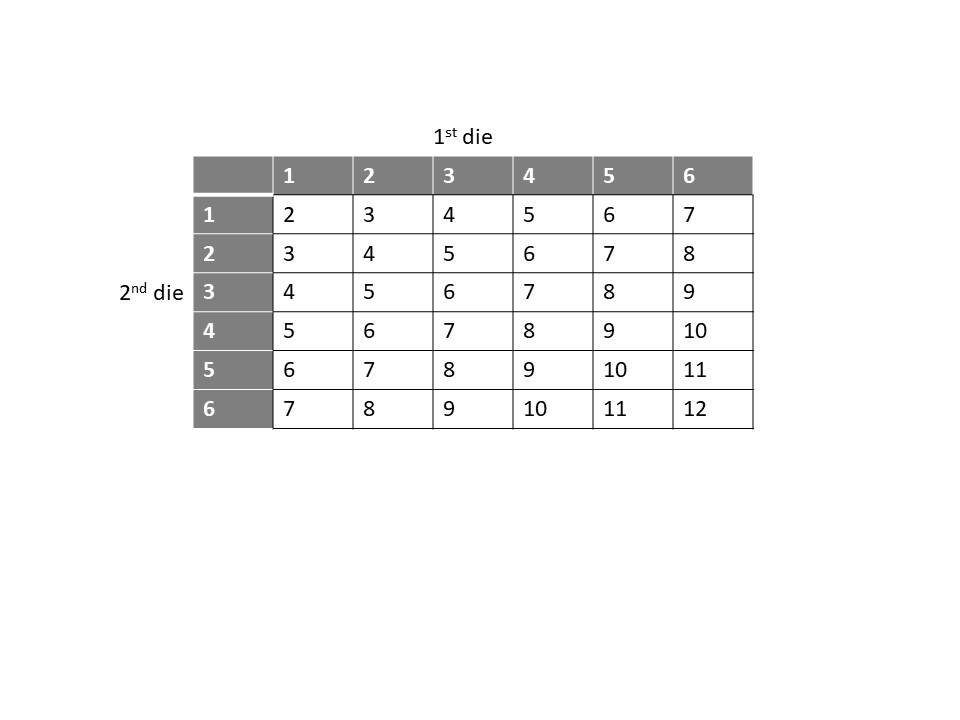 1st die
1 2 3 4 5 6
1 2 3 4 5 6 7
2 3 4 5 6 7 8
2nd die 3 4 5 6 7 8 9
4 5 6 7 8 9 10
5 6 7 8 9 10 11
6 7 8 9 10 11 12